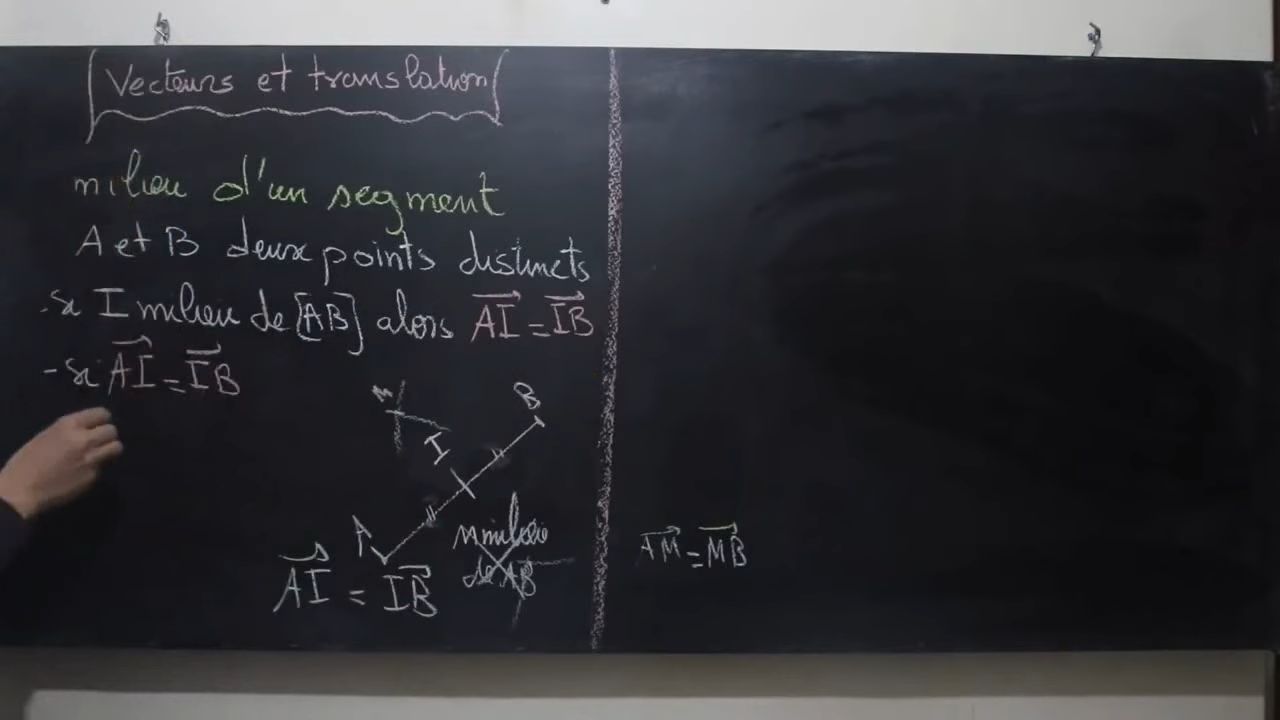 Vecteurs et translation
milieu d'un segment
A et B deux points distincts
- si I milieu de [AB] alors AI⃗ = IB⃗
- si AI⃗ = IB⃗
M
B
I
A
M milieu
de AB
AI⃗ = IB⃗
AM⃗ = MB⃗